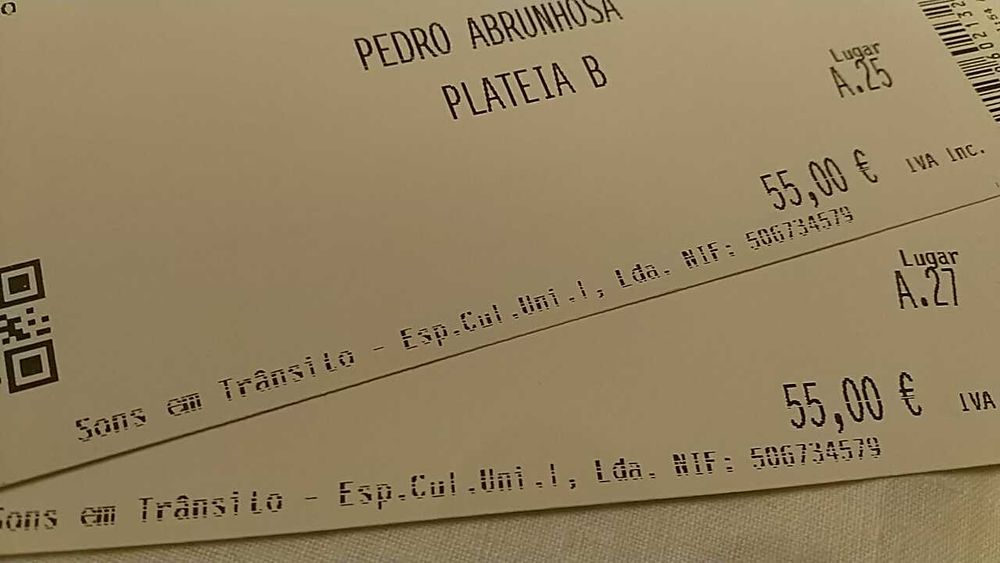 PEDRO ABRUNHOSA
PLATEIA B
Lugar
A.25
55,00 € IVA Inc.
Sons em Trânsito - Esp.Cul.Uni.l, Lda. NIF: 506734579
Lugar
A.27
55,00 € IVA
Sons em Trânsito - Esp.Cul.Uni.l, Lda. NIF: 506734579